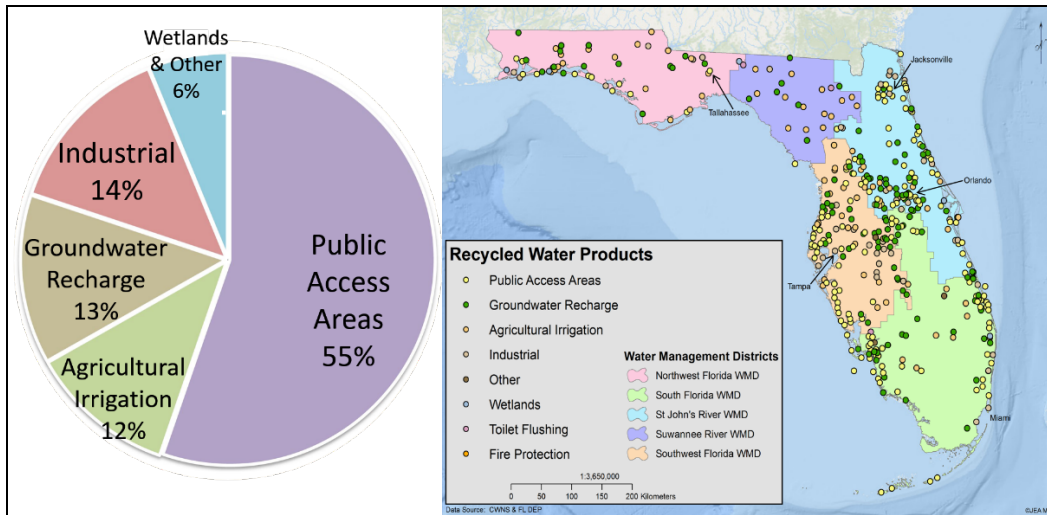 Wetlands
& Other
6%
Industrial
14%
Groundwater
Recharge
13%
Agricultural
Irrigation
12%
Public
Access
Areas
55%
Jacksonville
Tallahassee
Orlando
Tampa
Miami
Recycled Water Products
Public Access Areas
Groundwater Recharge
Agricultural Irrigation
Industrial
Other
Wetlands
Toilet Flushing
Fire Protection
Water Management Districts
Northwest Florida WMD
South Florida WMD
St John's River WMD
Suwannee River WMD
Southwest Florida WMD
1:3,650,000
0 50 100 150 200 Kilometers
Data Source: CWNS & FL DEP
©JEA M